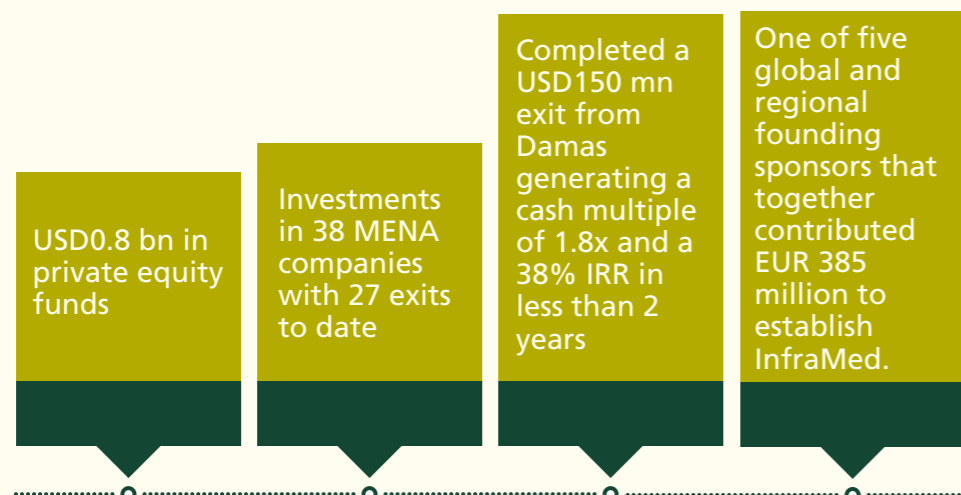 USD0.8 bn in
private equity
funds
Investments
in 38 MENA
companies
with 27 exits
to date
Completed a
USD150 mn
exit from
Damas
generating a
cash multiple
of 1.8x and a
38% IRR in
less than 2
years
One of five
global and
regional
founding
sponsors that
together
contributed
EUR 385
million to
establish
InfraMed.